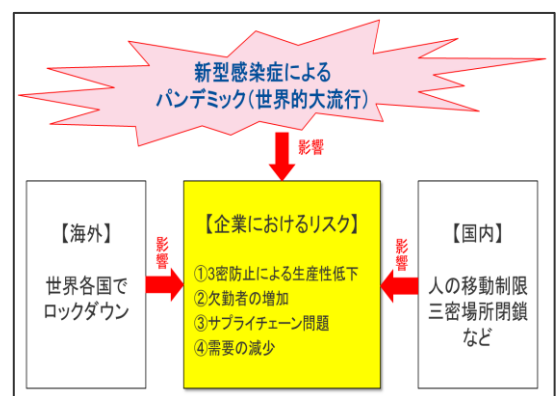 新型感染症による
パンデミック(世界的大流行)
影響
【海外】
世界各国で
ロックダウン
影響
【企業におけるリスク】
①3密防止による生産性低下
②欠勤者の増加
③サプライチェーン問題
④需要の減少
影響
【国内】
人の移動制限
三密場所閉鎖
など